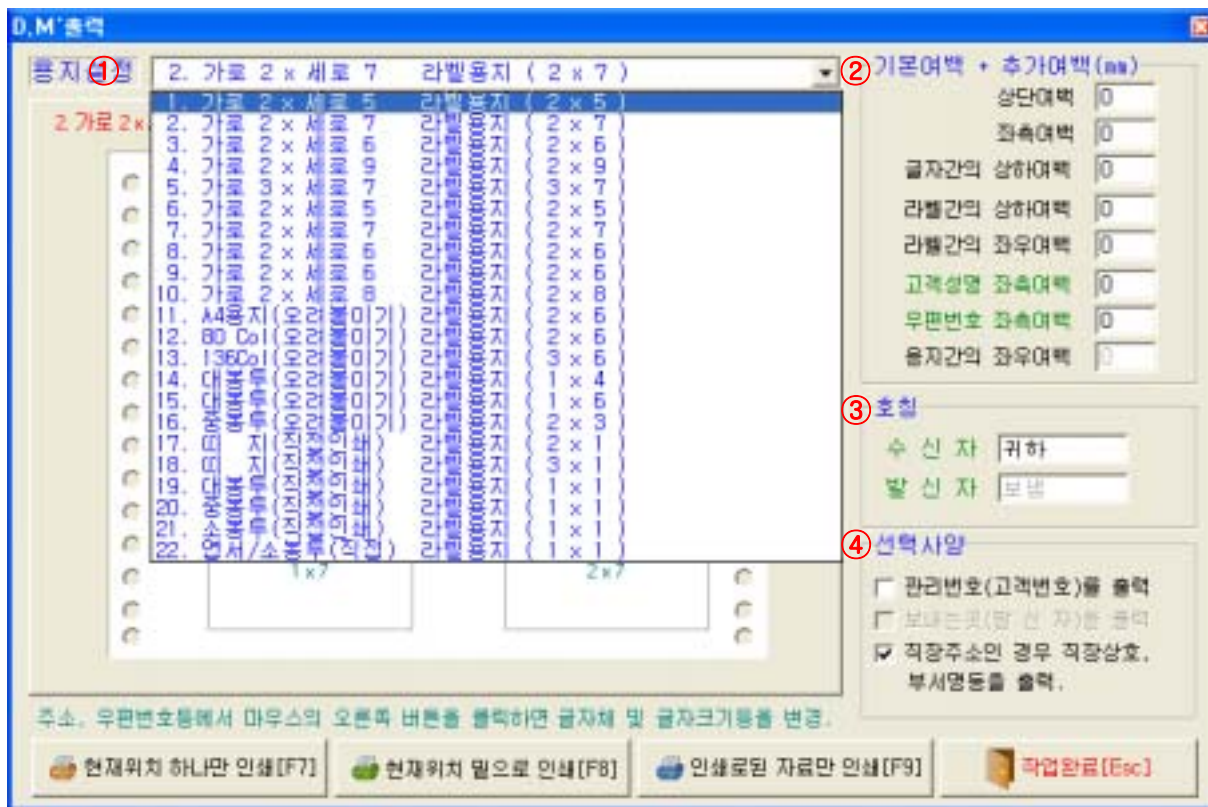 D.M'출력
① 용지설정
2. 가로 2 x 세로 7 라벨용지 ( 2 x 7 )
1. 가로 2 x 세로 5 라벨용지 ( 2 x 5 )
2. 가로 2 x 세로 7 라벨용지 ( 2 x 7 )
3. 가로 2 x 세로 6 라벨용지 ( 2 x 6 )
4. 가로 2 x 세로 9 라벨용지 ( 2 x 9 )
5. 가로 3 x 세로 7 라벨용지 ( 3 x 7 )
6. 가로 2 x 세로 5 라벨용지 ( 2 x 5 )
7. 가로 2 x 세로 7 라벨용지 ( 2 x 7 )
8. 가로 2 x 세로 6 라벨용지 ( 2 x 6 )
9. 가로 2 x 세로 6 라벨용지 ( 2 x 6 )
10. 가로 2 x 세로 8 라벨용지 ( 2 x 8 )
11. A4용지(오려붙이기) 라벨용지 ( 2 x 6 )
12. 80 Col(오려붙이기) 라벨용지 ( 2 x 6 )
13. 136Col(오려붙이기) 라벨용지 ( 3 x 6 )
14. 대봉투(오려붙이기) 라벨용지 ( 1 x 4 )
15. 대봉투(오려붙이기) 라벨용지 ( 1 x 6 )
16. 중봉투(오려붙이기) 라벨용지 ( 2 x 3 )
17. 띠 지(직접인쇄) 라벨용지 ( 2 x 1 )
18. 띠 지(직접인쇄) 라벨용지 ( 3 x 1 )
19. 대봉투(직접인쇄) 라벨용지 ( 1 x 1 )
20. 중봉투(직접인쇄) 라벨용지 ( 1 x 1 )
21. 소봉투(직접인쇄) 라벨용지 ( 1 x 1 )
22. 엽서/소봉투(직접) 라벨용지 ( 1 x 1 )
2.가로 2x
1x7 2x7
② 기본여백 + 추가여백(mm)
상단여백 0
좌측여백 0
글자간의 상하여백 0
라벨간의 상하여백 0
라벨간의 좌우여백 0
고객성명 좌측여백 0
우편번호 좌측여백 0
용지간의 좌우여백 0
③ 호칭
수 신 자 귀하
발 신 자 보냄
④ 선택사양
관리번호(고객번호)를 출력
보내는곳(발 신 자)를 출력
직장주소인 경우 직장상호,
부서명등을 출력.
주소, 우편번호등에서 마우스의 오른쪽 버튼을 클릭하면 글자체 및 글자크기등을 변경.
현재위치 하나만 인쇄[F7] 현재위치 밑으로 인쇄[F8] 인쇄로된 자료만 인쇄[F9] 작업완료[Esc]